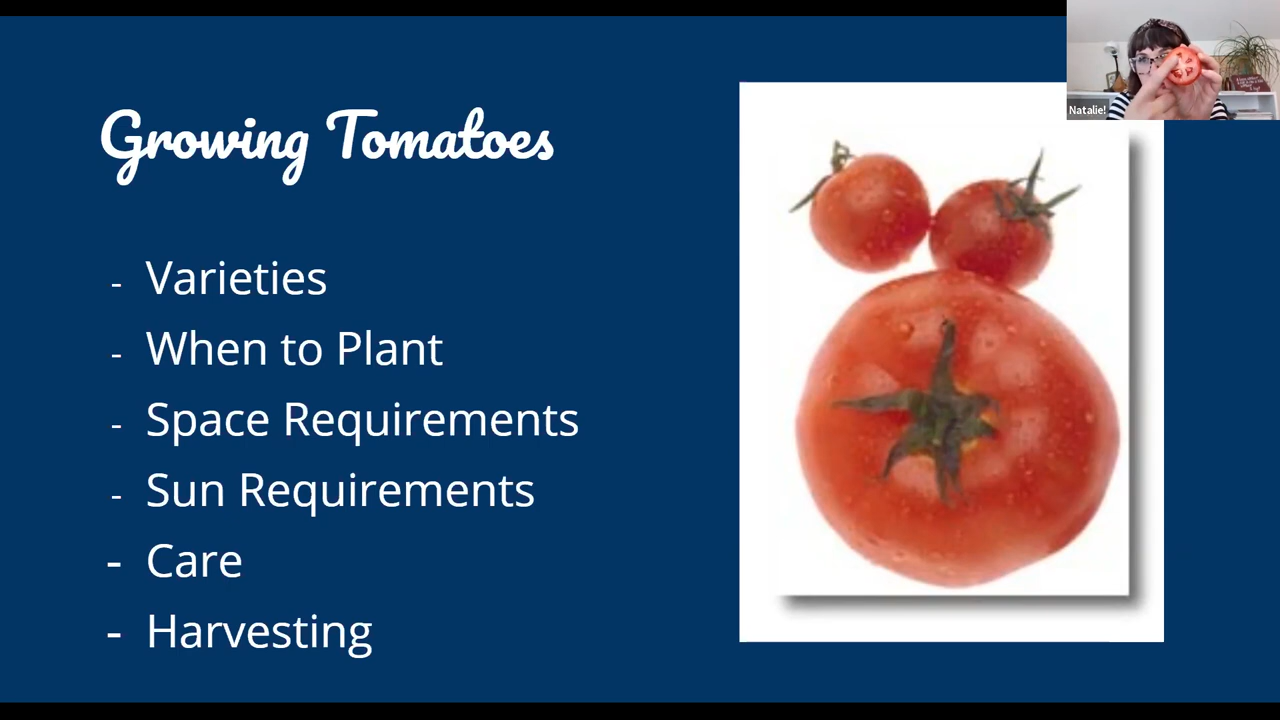 Growing Tomatoes
- Varieties
- When to Plant
- Space Requirements
- Sun Requirements
- Care
- Harvesting
Natalie!